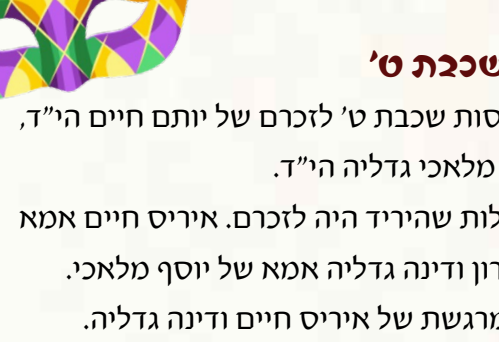 שכבת ט'
סות שכבת ט' לזכרם של יותם חיים הי"ד,
מלאכי גדליה הי"ד.
לות שהיריד היה לזכרם. איריס חיים אמא
רון ודינה גדליה אמא של יוסף מלאכי.
מרגשת של איריס חיים ודינה גדליה.